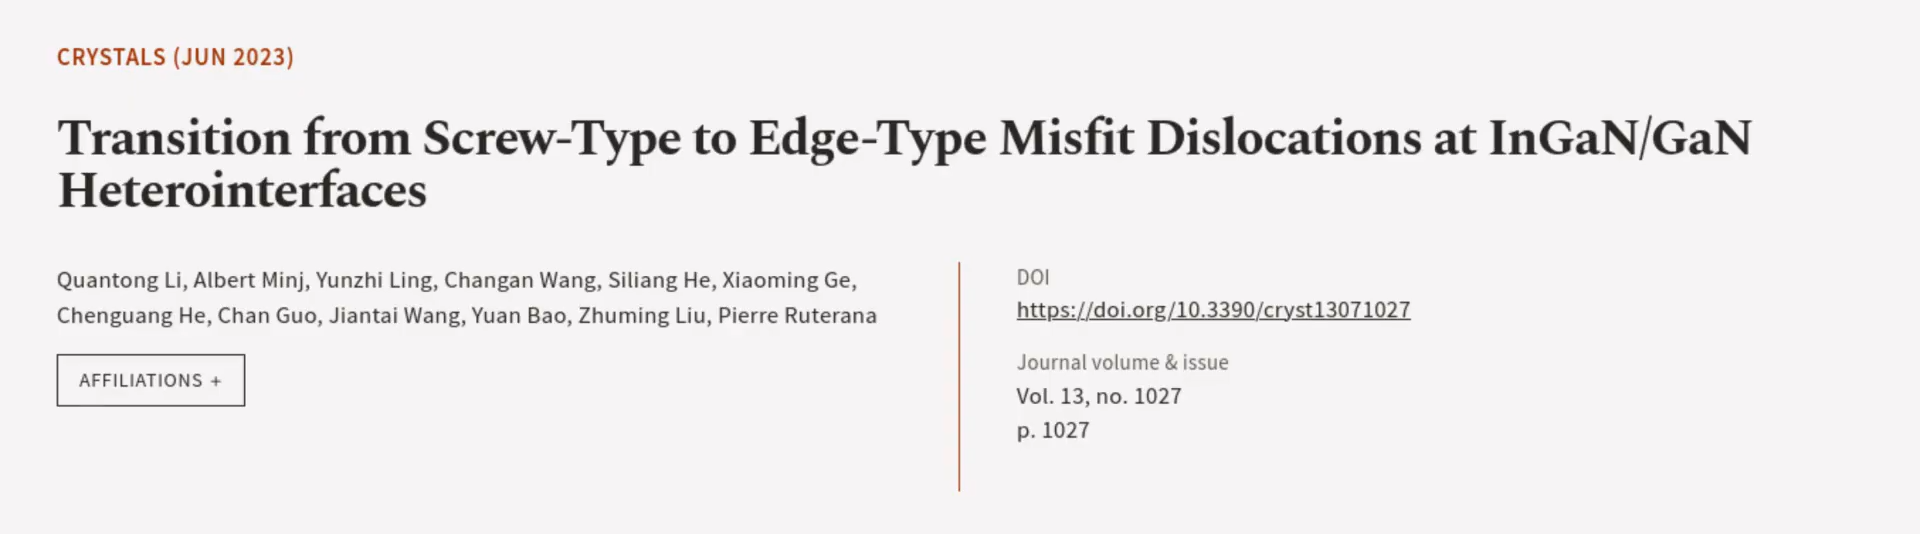 CRYSTALS (JUN 2023)
Transition from Screw-Type to Edge-Type Misfit Dislocations at InGaN/GaN
Heterointerfaces
Quantong Li, Albert Minj, Yunzhi Ling, Changan Wang, Siliang He, Xiaoming Ge,
Chenguang He, Chan Guo, Jiantai Wang, Yuan Bao, Zhuming Liu, Pierre Ruterana
AFFILIATIONS +
DOI
https://doi.org/10.3390/cryst13071027
Journal volume & issue
Vol. 13, no. 1027
p. 1027